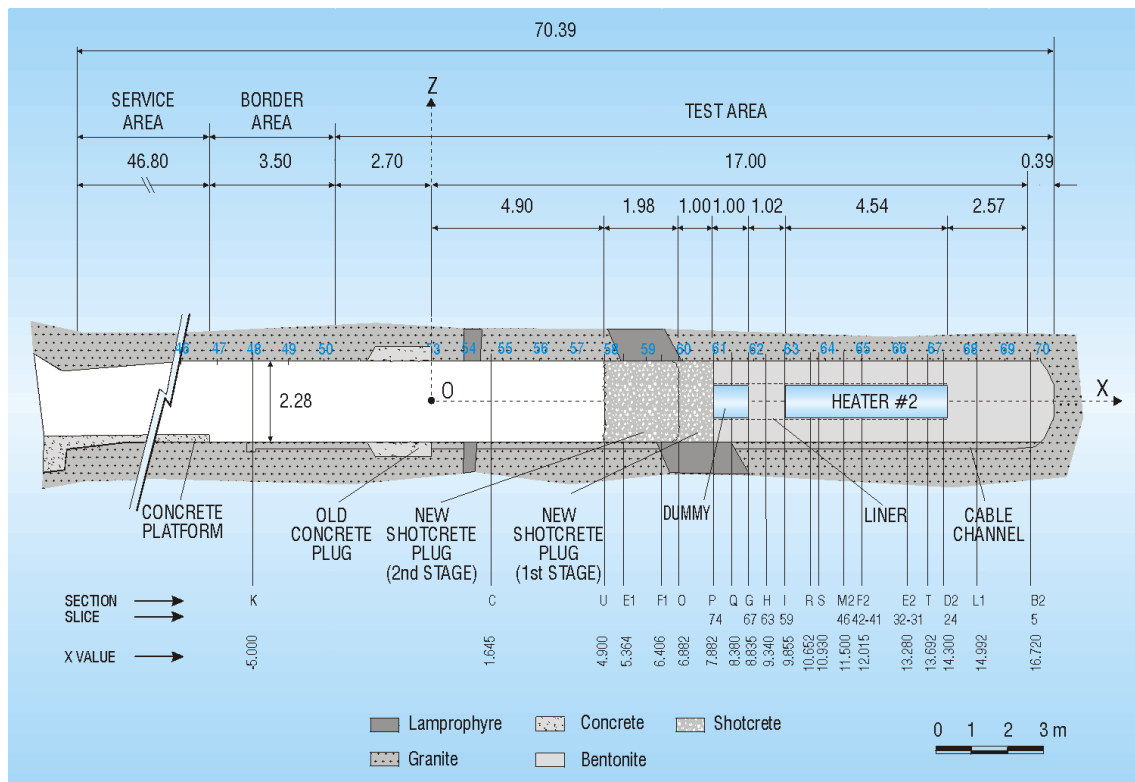 70.39
SERVICE
AREA
BORDER
AREA
Z
TEST AREA
46.80
3.50
2.70
17.00
0.39
4.90
1.98
1.00
1.00
1.02
4.54
2.57
46 47 48 49 50 53 54 55 56 57 58 59 60 61 62 63 64 65 66 67 68 69 70
2.28
O
HEATER #2
X
CONCRETE
PLATFORM
OLD
CONCRETE
PLUG
NEW
SHOTCRETE
PLUG
(2nd STAGE)
NEW
SHOTCRETE
PLUG
(1st STAGE)
DUMMY
LINER
CABLE
CHANNEL
SECTION K C U E1 F1 O P Q G H I R S M2 F2 E2 T D2 L1 B2
SLICE 74 67 63 59 46 42-41 32-31 24 5
X VALUE -5.000 1.645 4.900 5.364 6.406 6.882 7.882 8.380 8.835 9.340 9.855 10.652 10.930 11.500 12.015 13.280 13.692 14.300 14.992 16.720
Lamprophyre Concrete Shotcrete
Granite Bentonite
0 1 2 3 m